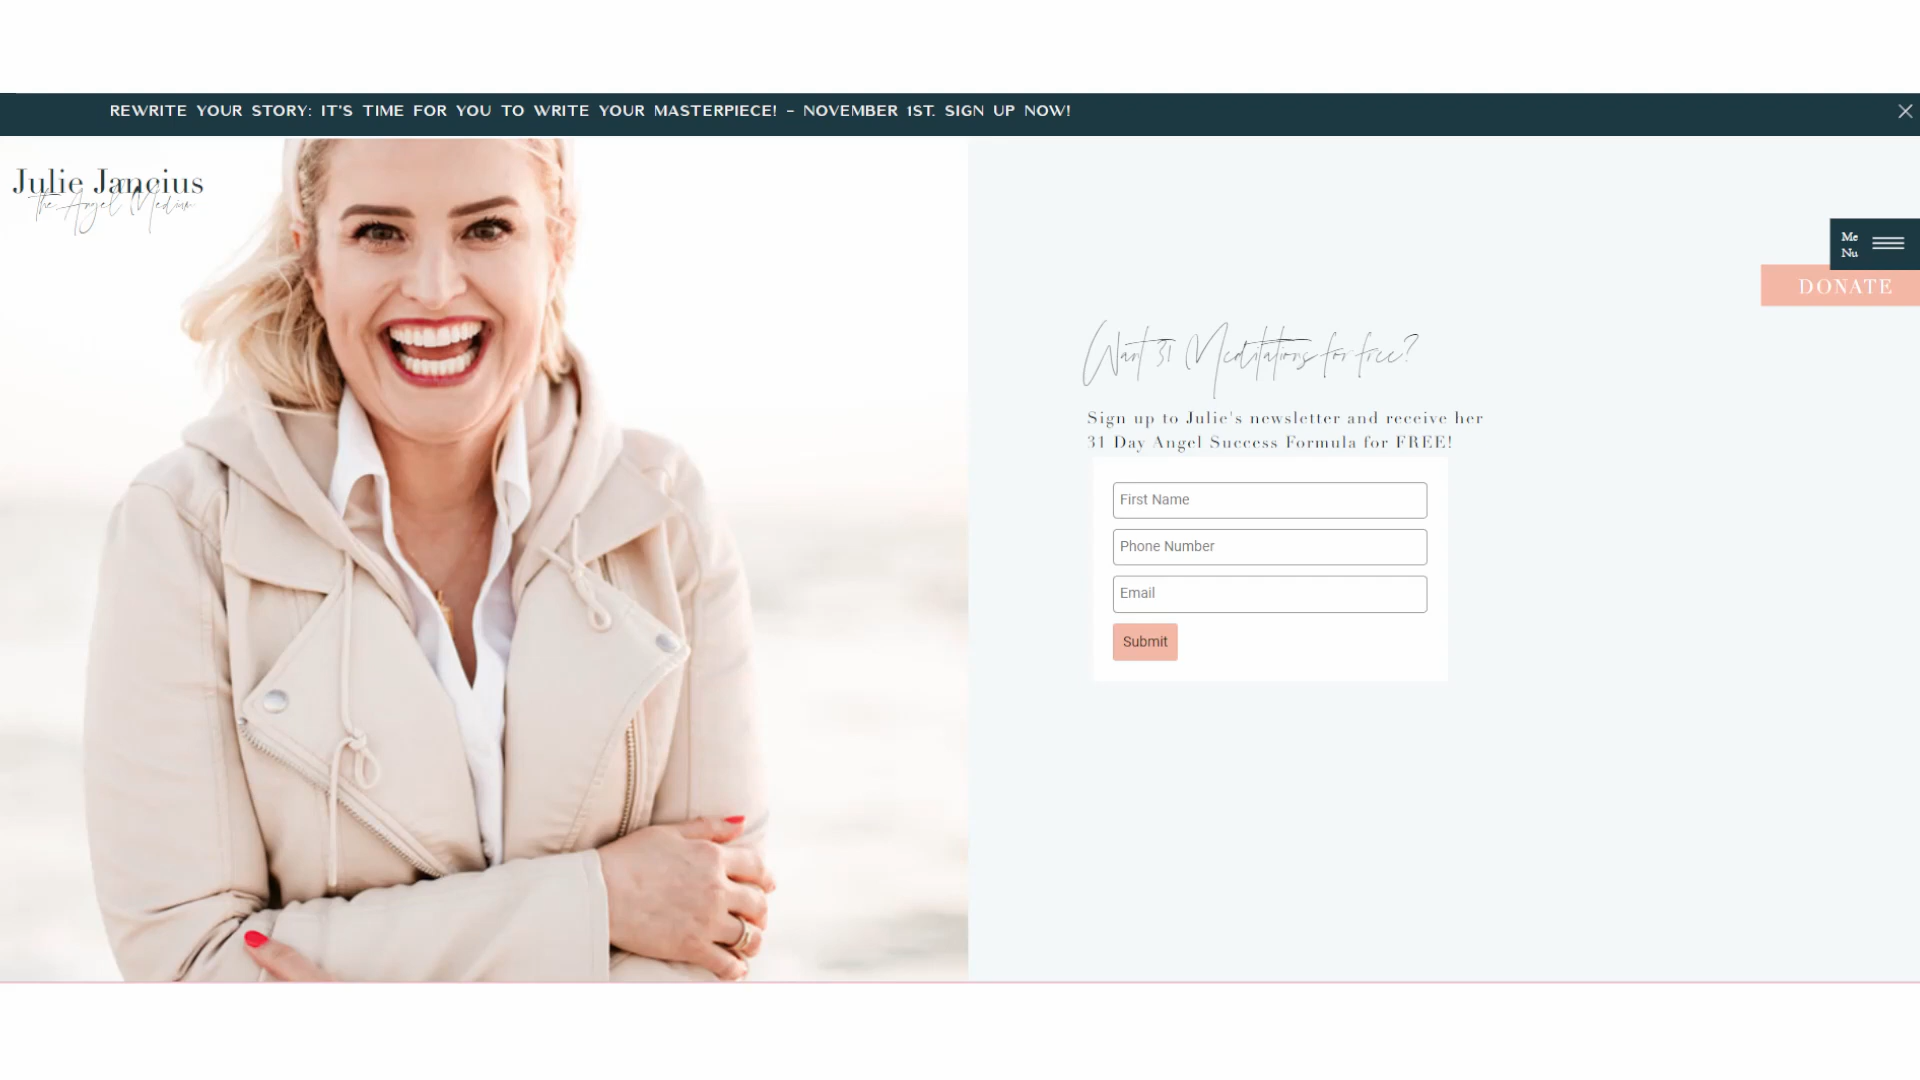 REWRITE YOUR STORY: IT'S TIME FOR YOU TO WRITE YOUR MASTERPIECE! – NOVEMBER 1ST. SIGN UP NOW!
Julie Jancius
the Angel Medium
Me
Nu
DONATE
Want 31 Meditations for free?
Sign up to Julie's newsletter and receive her
31 Day Angel Success Formula for FREE!
First Name
Phone Number
Email
Submit